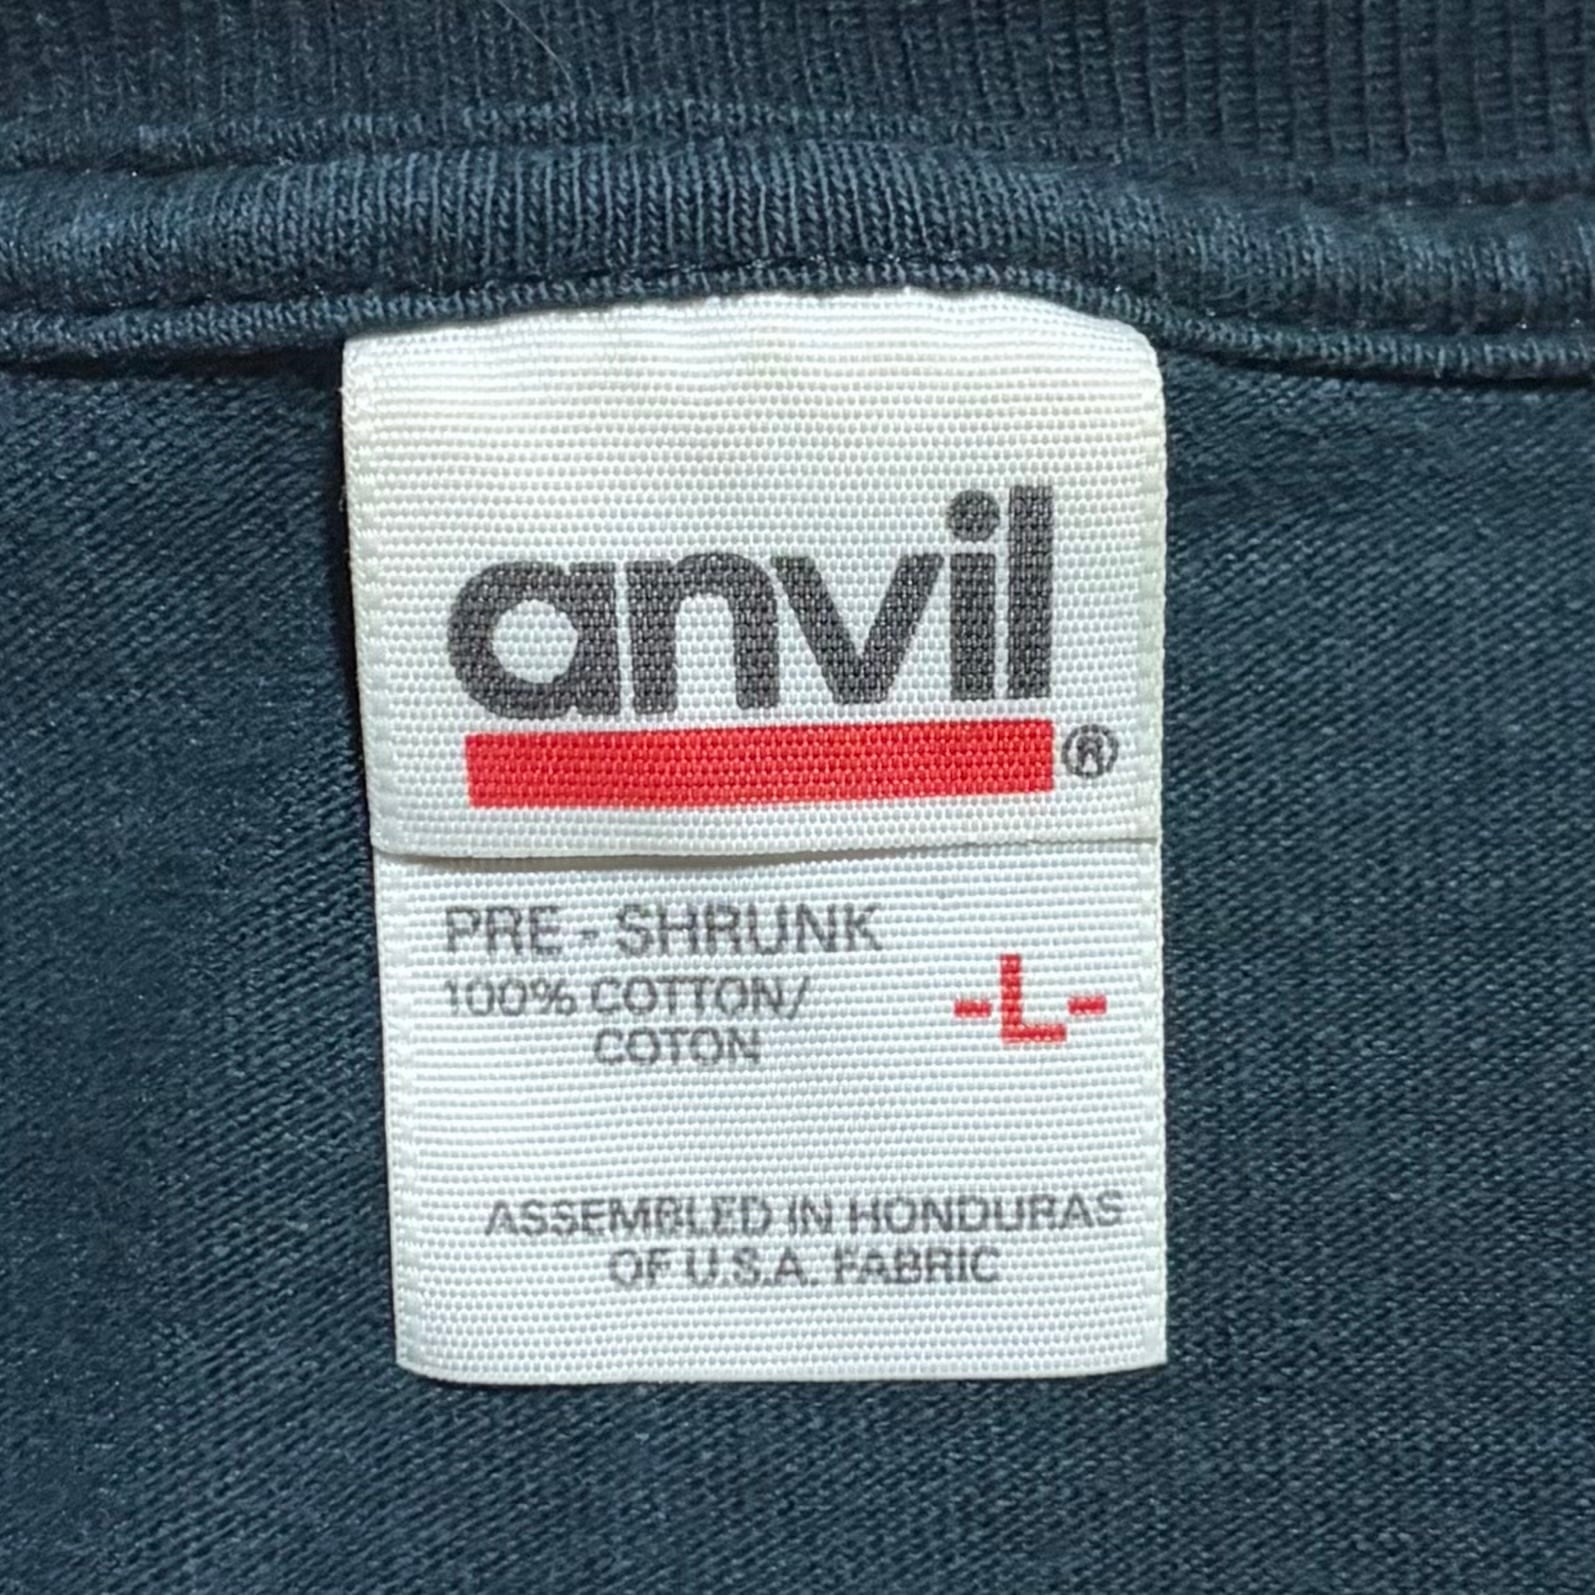 anvil®
PRE-SHRUNK
100% COTTON/
COTON
-L-
ASSEMBLED IN HONDURAS
OF U.S.A. FABRIC